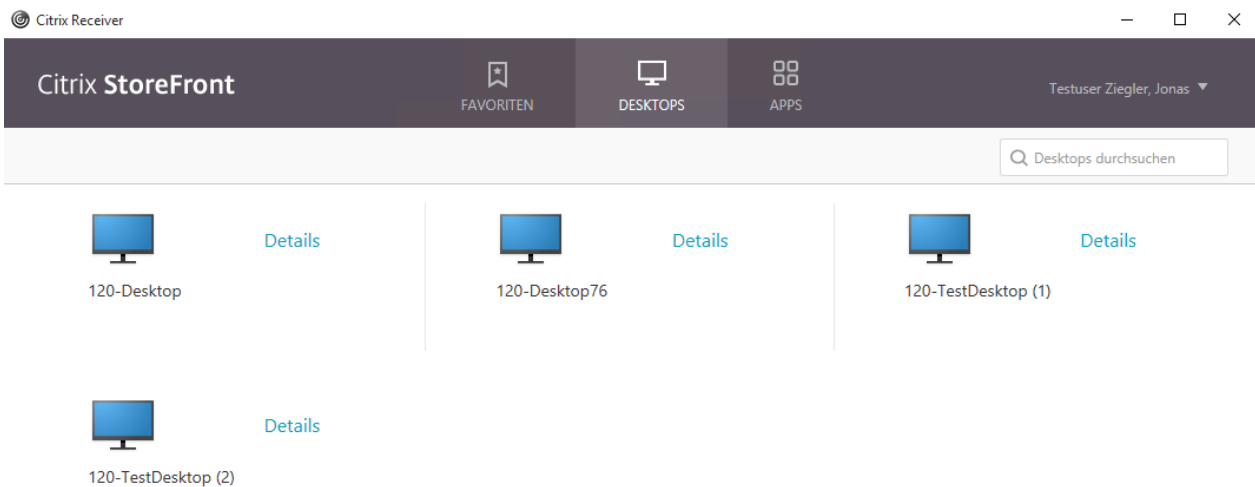 Citrix Receiver
Citrix StoreFront
FAVORITEN
DESKTOPS
APPS
Testuser Ziegler, Jonas
Desktops durchsuchen
Details
120-Desktop
Details
120-Desktop76
Details
120-TestDesktop (1)
Details
120-TestDesktop (2)